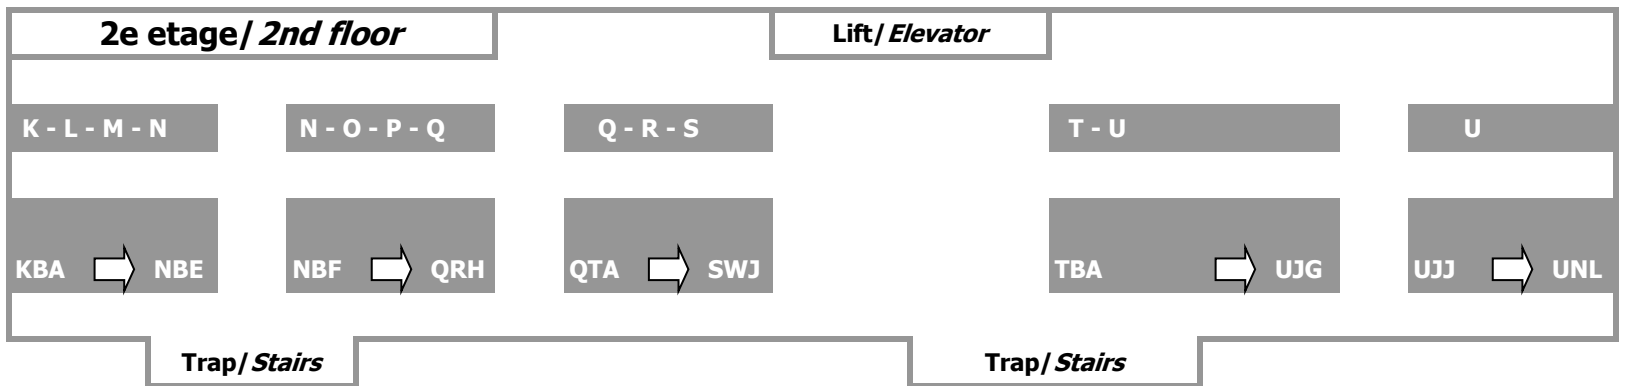 2e etage/2nd floor
Lift/Elevator
K - L - M - N
N - O - P - Q
Q - R - S
T - U
U
KBA NBE
NBF QRH
QTA SWJ
TBA UJG
UJJ UNL
Trap/Stairs
Trap/Stairs